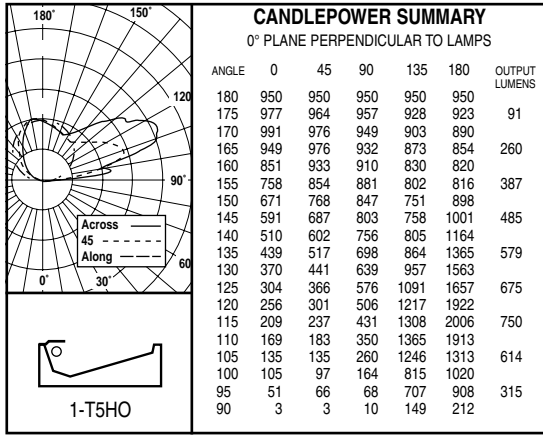 180°
150°
120
90°
60
30°
0°
Across
45
Along
1-T5HO
CANDLEPOWER SUMMARY
0° PLANE PERPENDICULAR TO LAMPS
ANGLE 0 45 90 135 180 OUTPUT LUMENS
180 950 950 950 950 950
175 977 964 957 928 923 91
170 991 976 949 903 890
165 949 976 932 873 854 260
160 851 933 910 830 820
155 758 854 881 802 816 387
150 671 768 847 751 898
145 591 687 803 758 1001 485
140 510 602 756 805 1164
135 439 517 698 864 1365 579
130 370 441 639 957 1563
125 304 366 576 1091 1657 675
120 256 301 506 1217 1922
115 209 237 431 1308 2006 750
110 169 183 350 1365 1913
105 135 135 260 1246 1313 614
100 105 97 164 815 1020
95 51 66 68 707 908 315
90 3 3 10 149 212